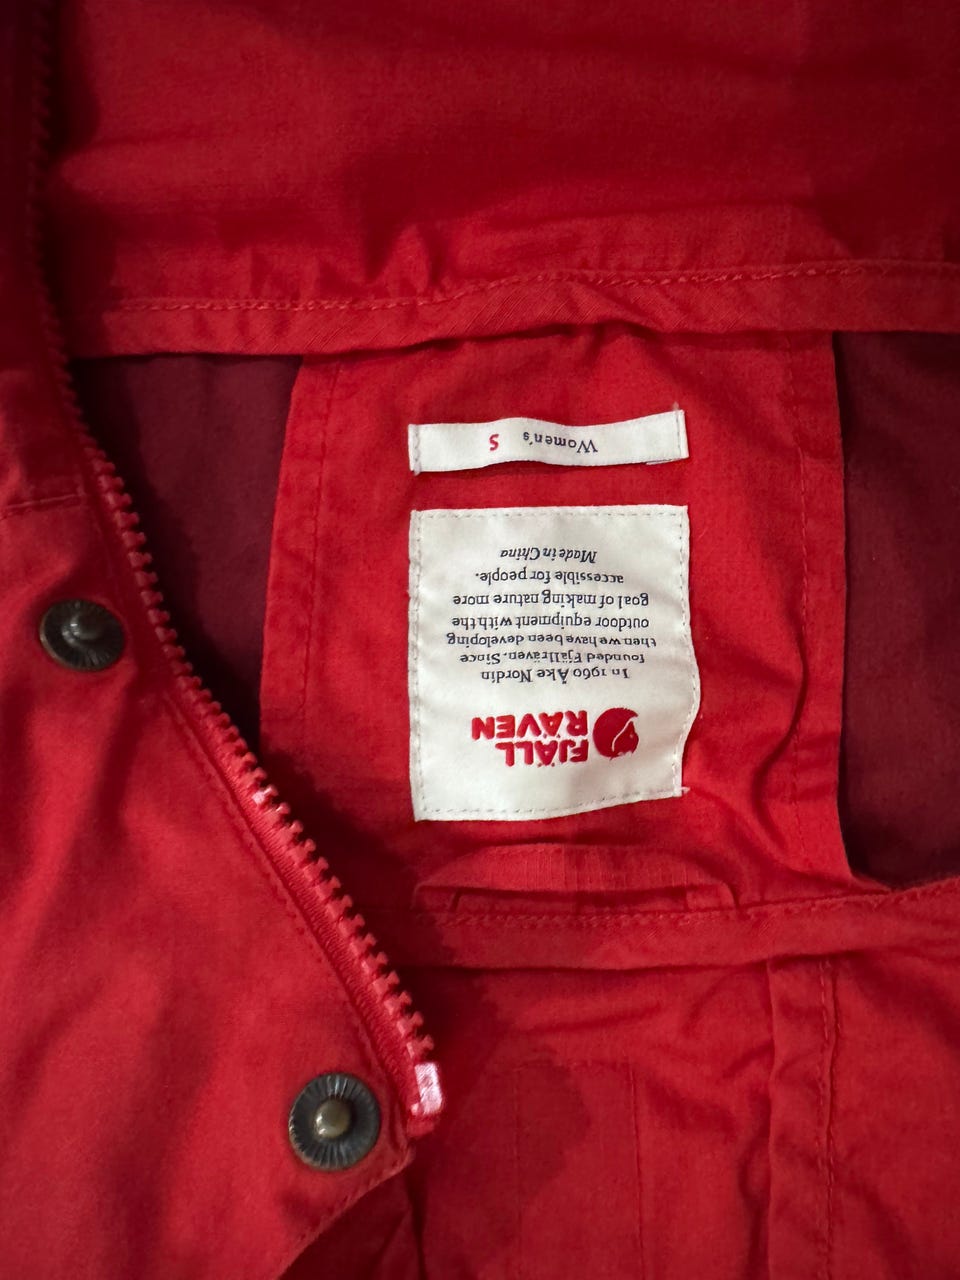 FJÄLL
RÄVEN
In 1960 Åke Nordin
founded Fjällräven. Since
then we have been developing
outdoor equipment with the
goal of making nature more
accessible for people.
Made in China
Women's S